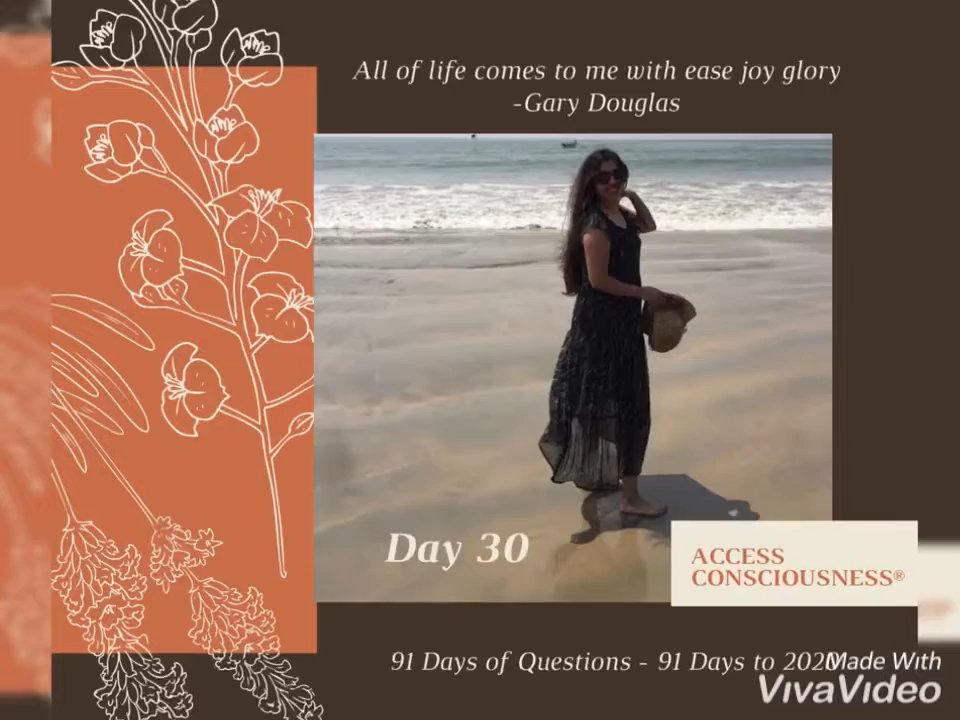 All of life comes to me with ease joy glory
-Gary Douglas
Day 30
ACCESS
CONSCIOUSNESS®
91 Days of Questions - 91 Days to 2020
Made With
VivaVideo